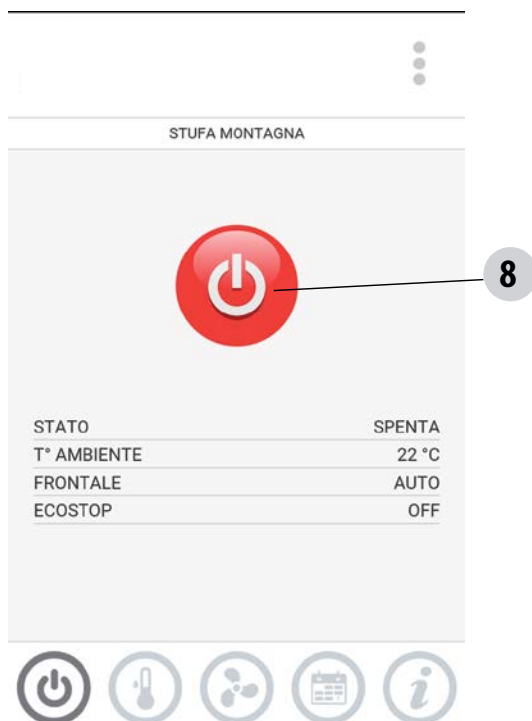 STUFA MONTAGNA
8
STATO SPENTA
T° AMBIENTE 22 °C
FRONTALE AUTO
ECOSTOP OFF
i